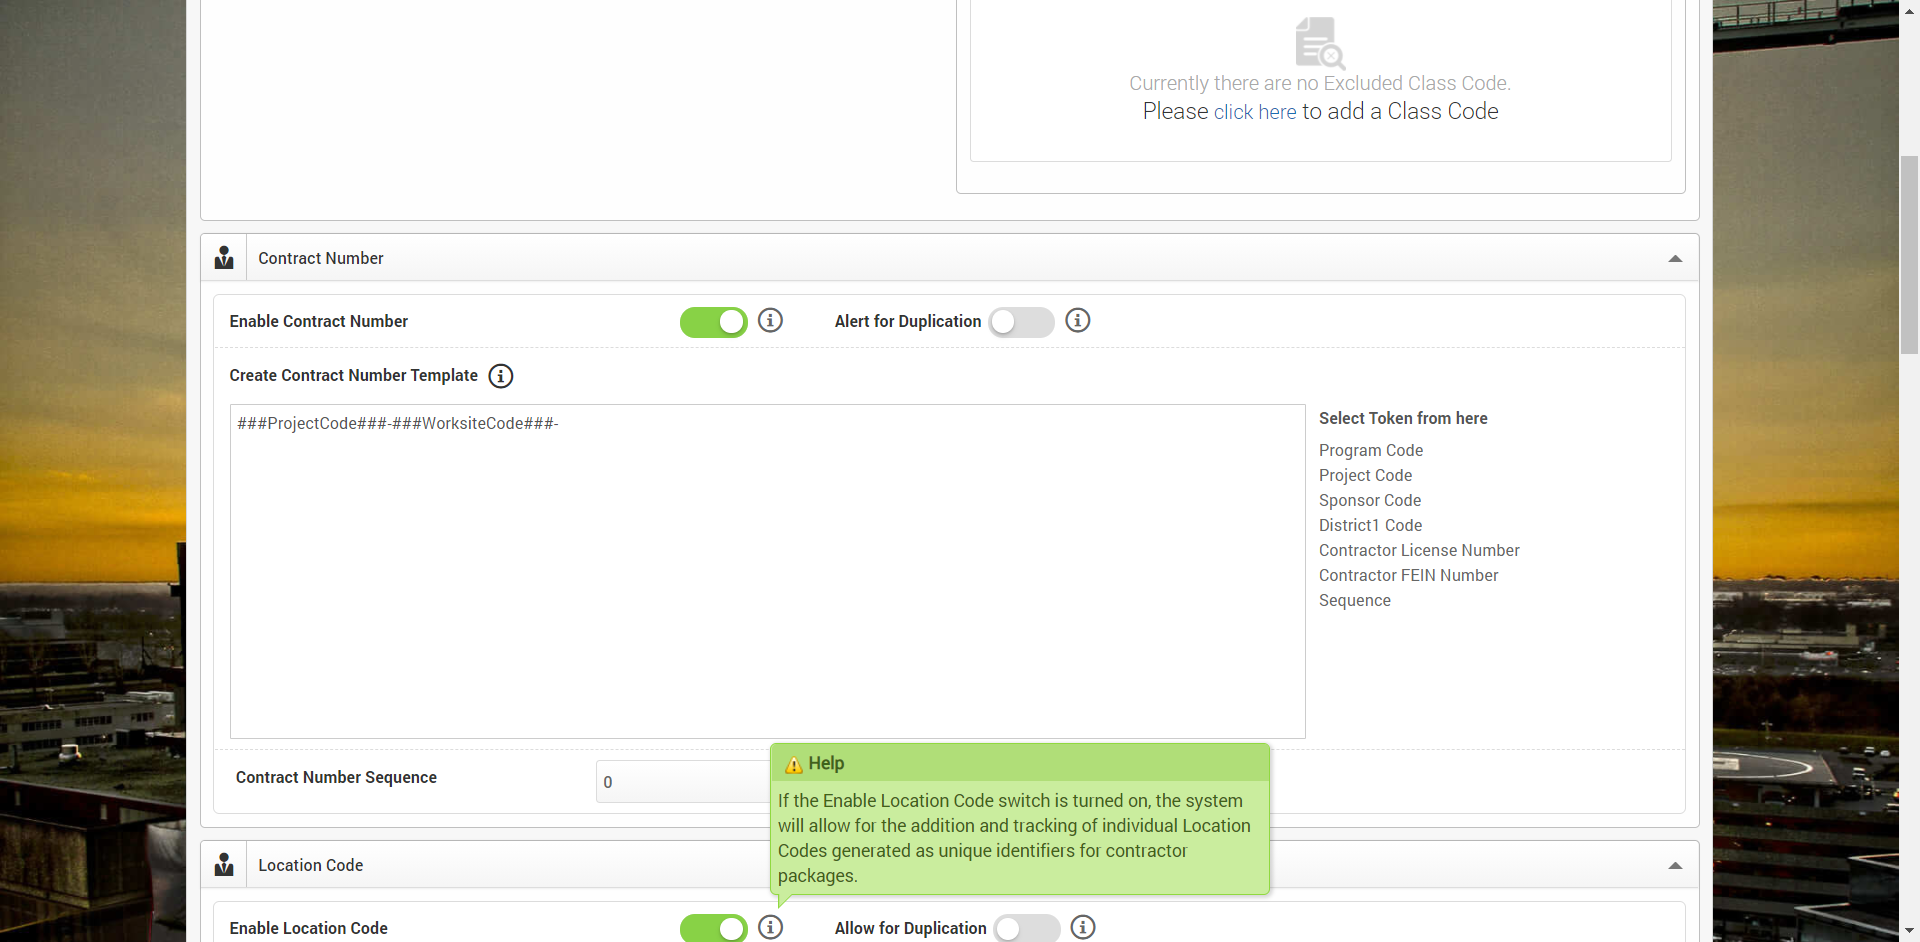 Currently there are no Excluded Class Code.
Please click here to add a Class Code
Contract Number
Enable Contract Number
Alert for Duplication
Create Contract Number Template
###ProjectCode###-###WorksiteCode###-
Select Token from here
Program Code
Project Code
Sponsor Code
District1 Code
Contractor License Number
Contractor FEIN Number
Sequence
Contract Number Sequence
0
Help
If the Enable Location Code switch is turned on, the system
will allow for the addition and tracking of individual Location
Codes generated as unique identifiers for contractor
packages.
Location Code
Enable Location Code
Allow for Duplication